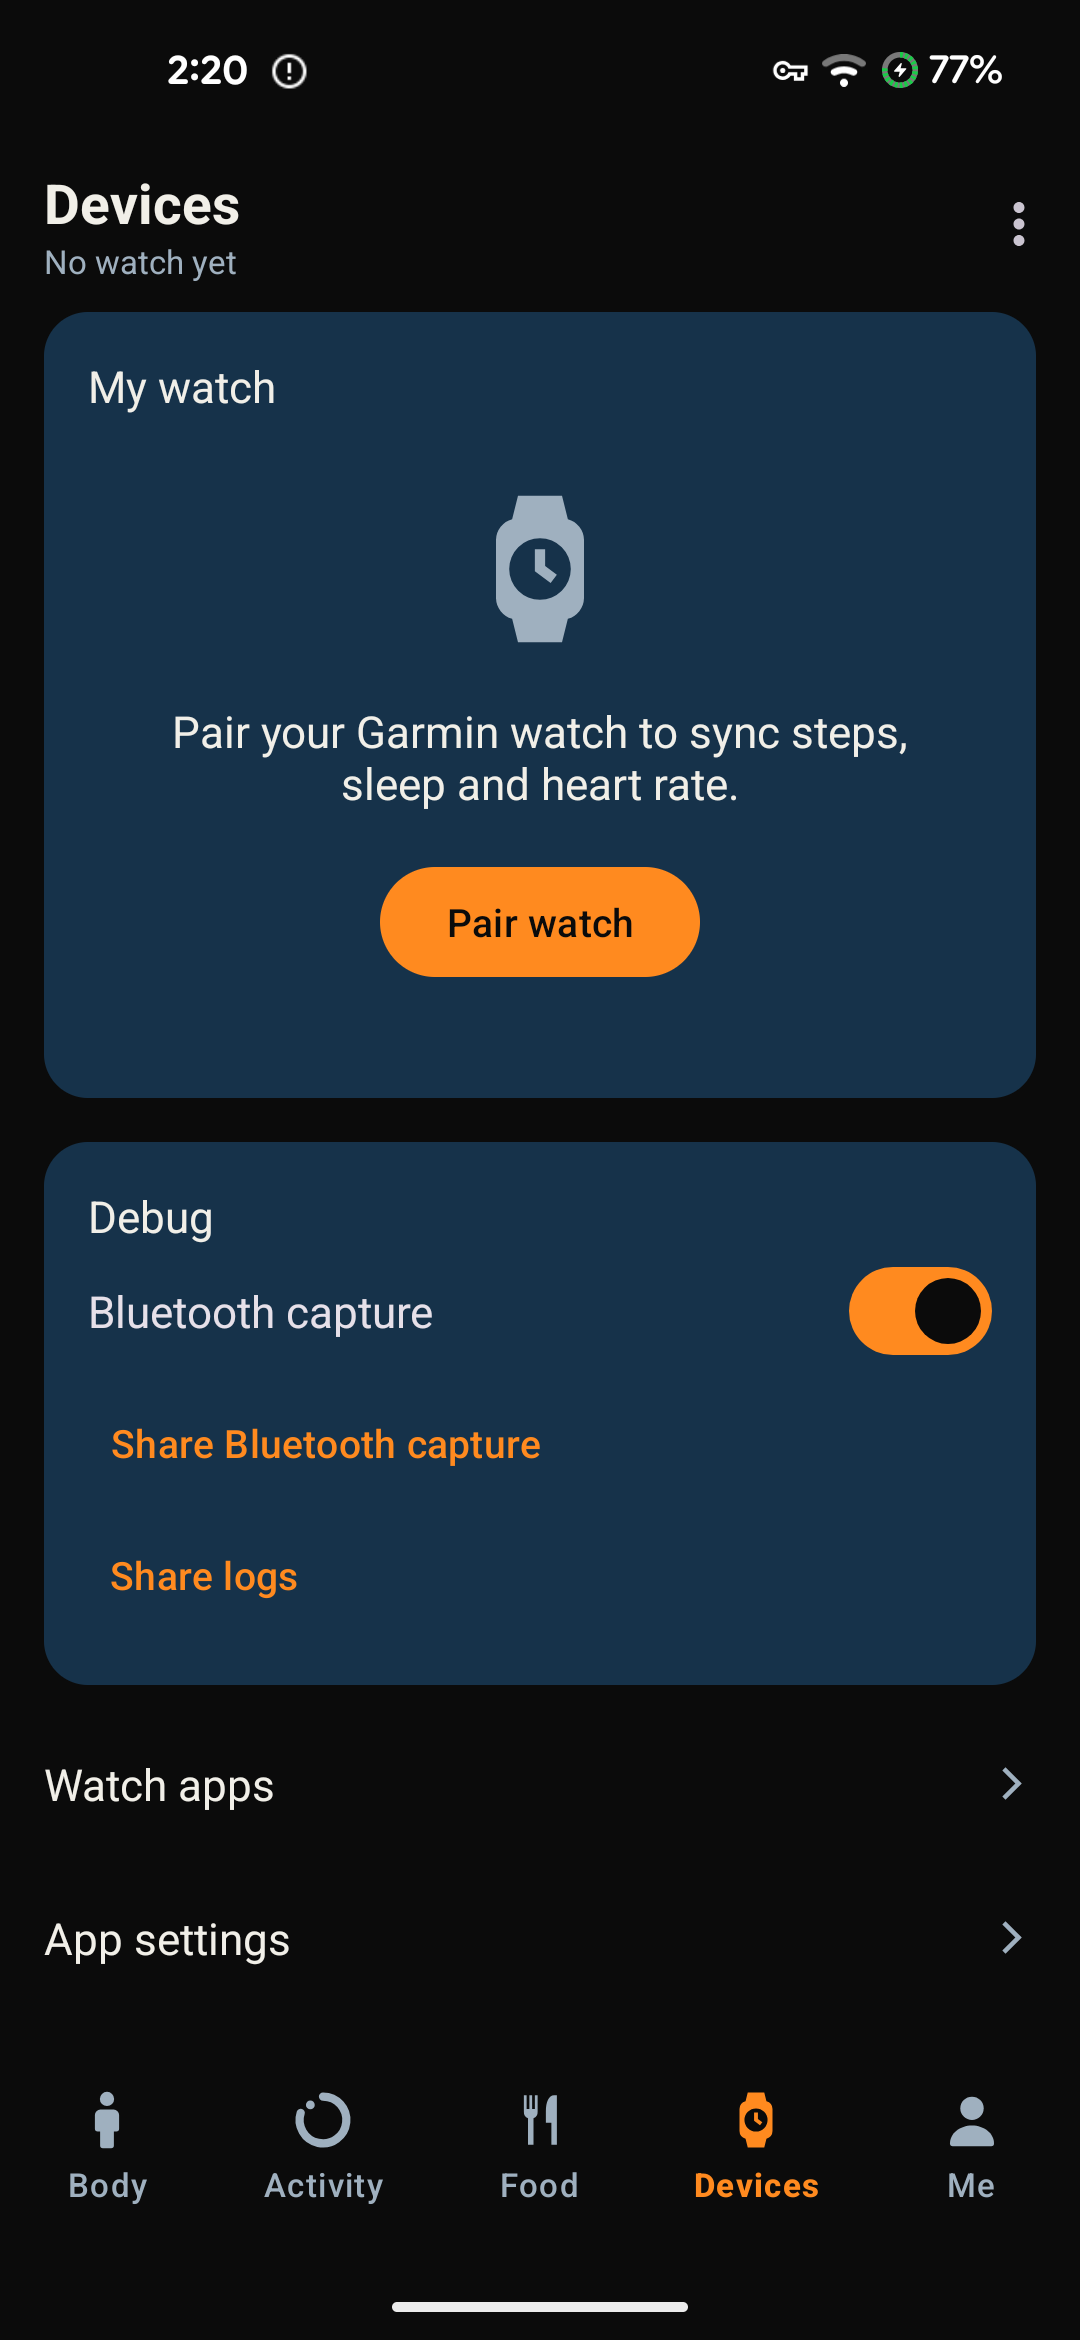 2:20
77%
Devices
No watch yet
My watch
Pair your Garmin watch to sync steps,
sleep and heart rate.
Pair watch
Debug
Bluetooth capture
Share Bluetooth capture
Share logs
Watch apps
App settings
Body
Activity
Food
Devices
Me